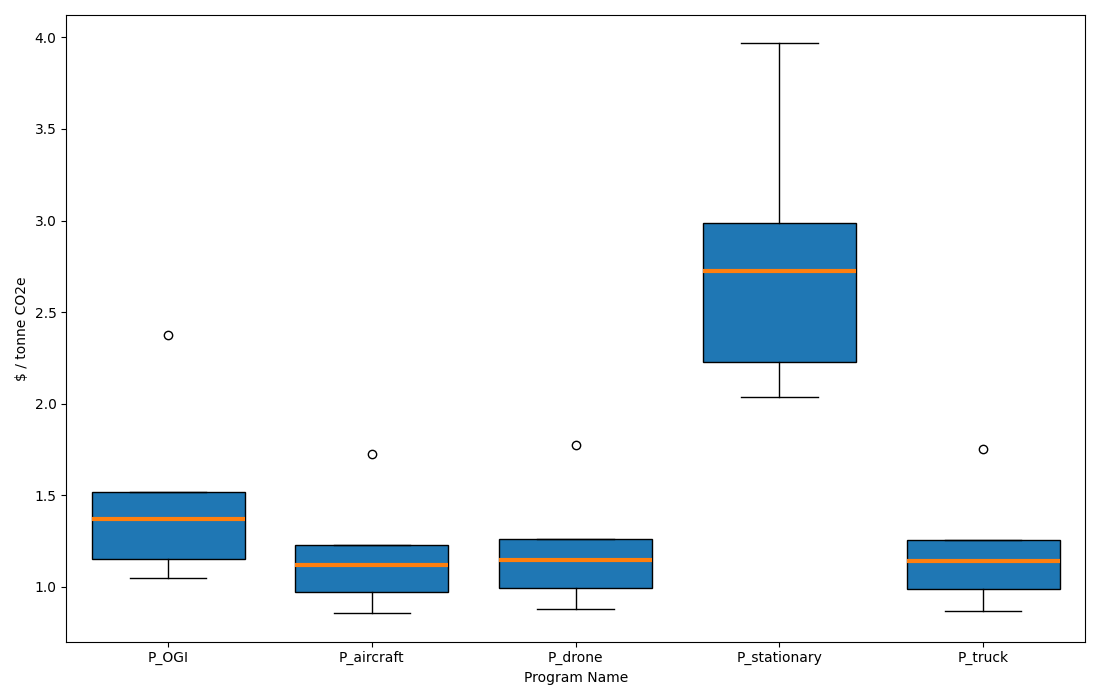 $ / tonne CO2e
4.0
3.5
3.0
2.5
2.0
1.5
1.0
P_OGI P_aircraft P_drone P_stationary P_truck
Program Name